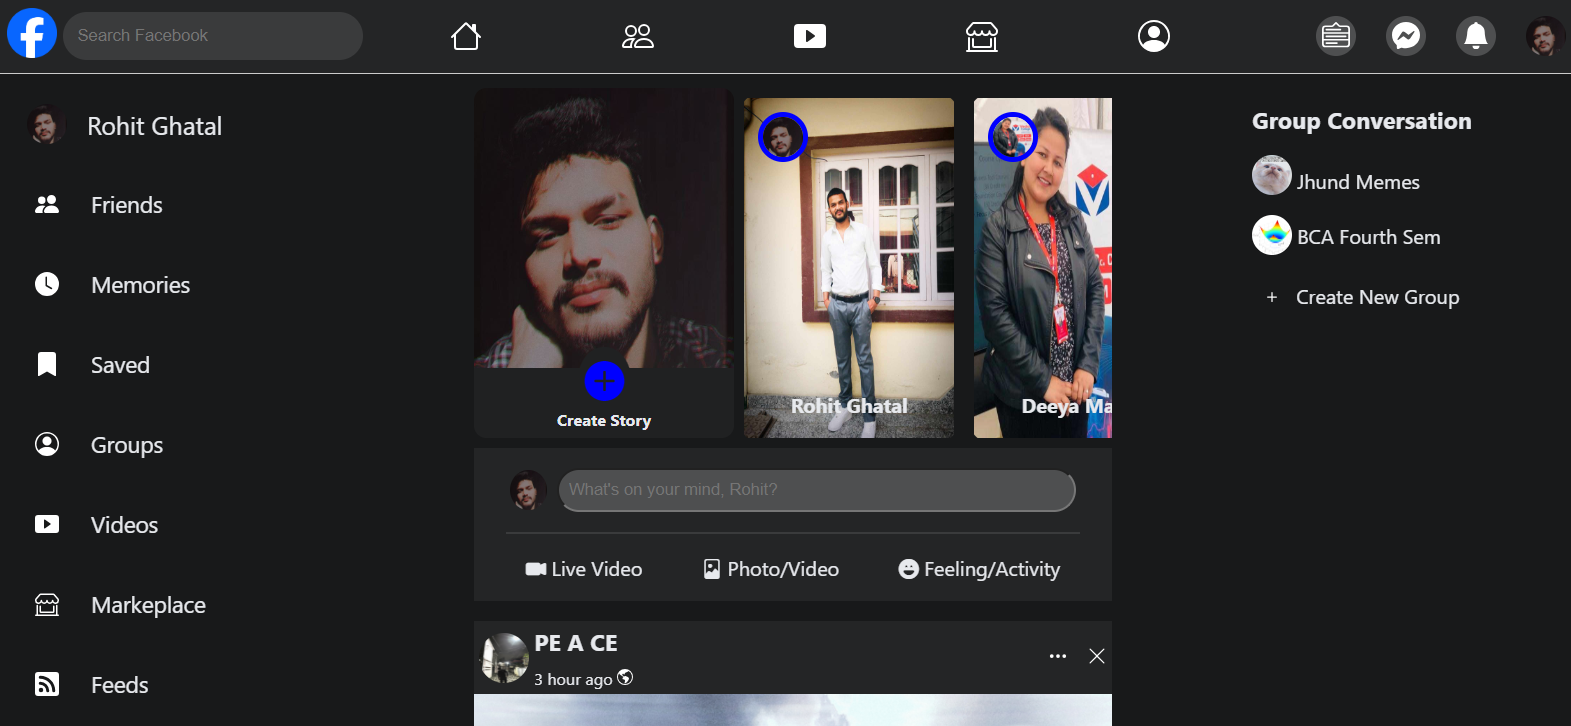 Search Facebook
Rohit Ghatal
Friends
Memories
Saved
Groups
Videos
Markeplace
Feeds
Create Story
Rohit Ghatal
Deeya Ma
What's on your mind, Rohit?
Live Video
Photo/Video
Feeling/Activity
PE A CE
3 hour ago
Group Conversation
Jhund Memes
BCA Fourth Sem
+ Create New Group